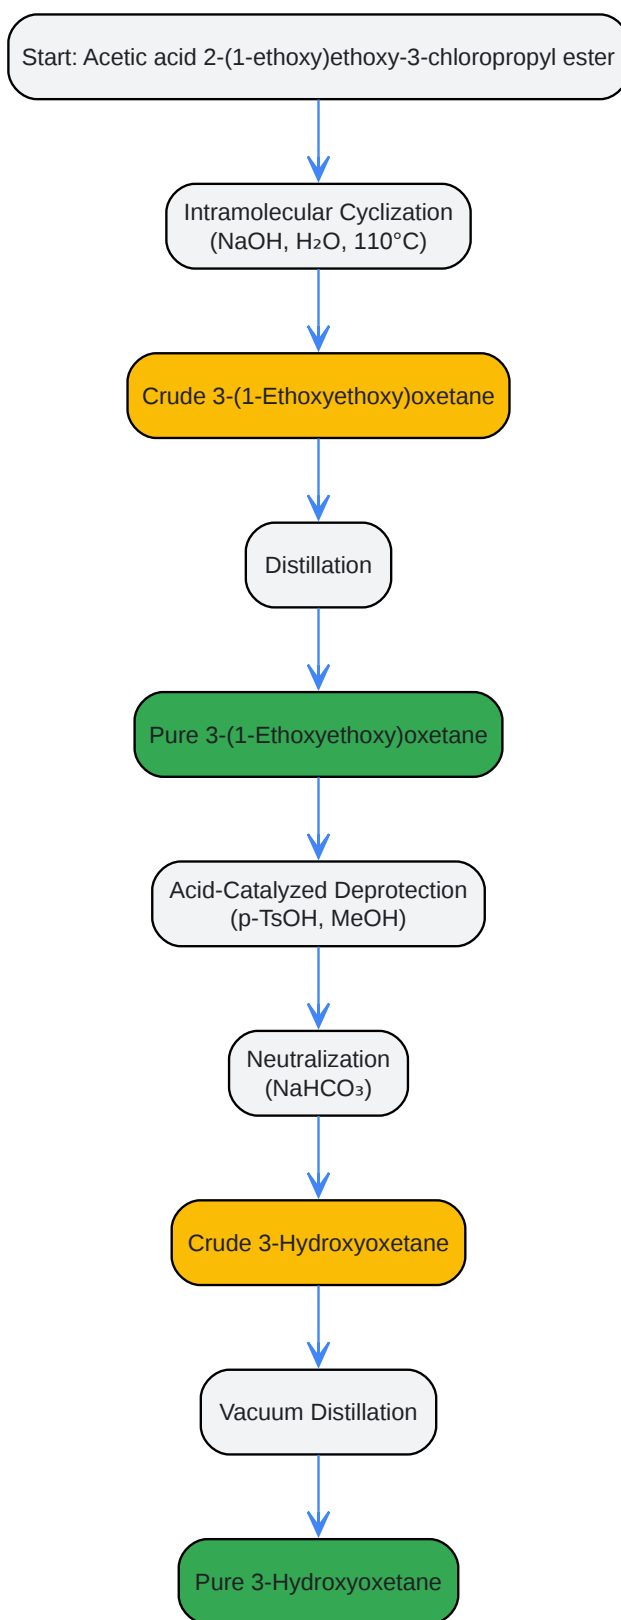 Start: Acetic acid 2-(1-ethoxy)ethoxy-3-chloropropyl ester
Intramolecular Cyclization
(NaOH, H₂O, 110°C)
Crude 3-(1-Ethoxyethoxy)oxetane
Distillation
Pure 3-(1-Ethoxyethoxy)oxetane
Acid-Catalyzed Deprotection
(p-TsOH, MeOH)
Neutralization
(NaHCO₃)
Crude 3-Hydroxyoxetane
Vacuum Distillation
Pure 3-Hydroxyoxetane